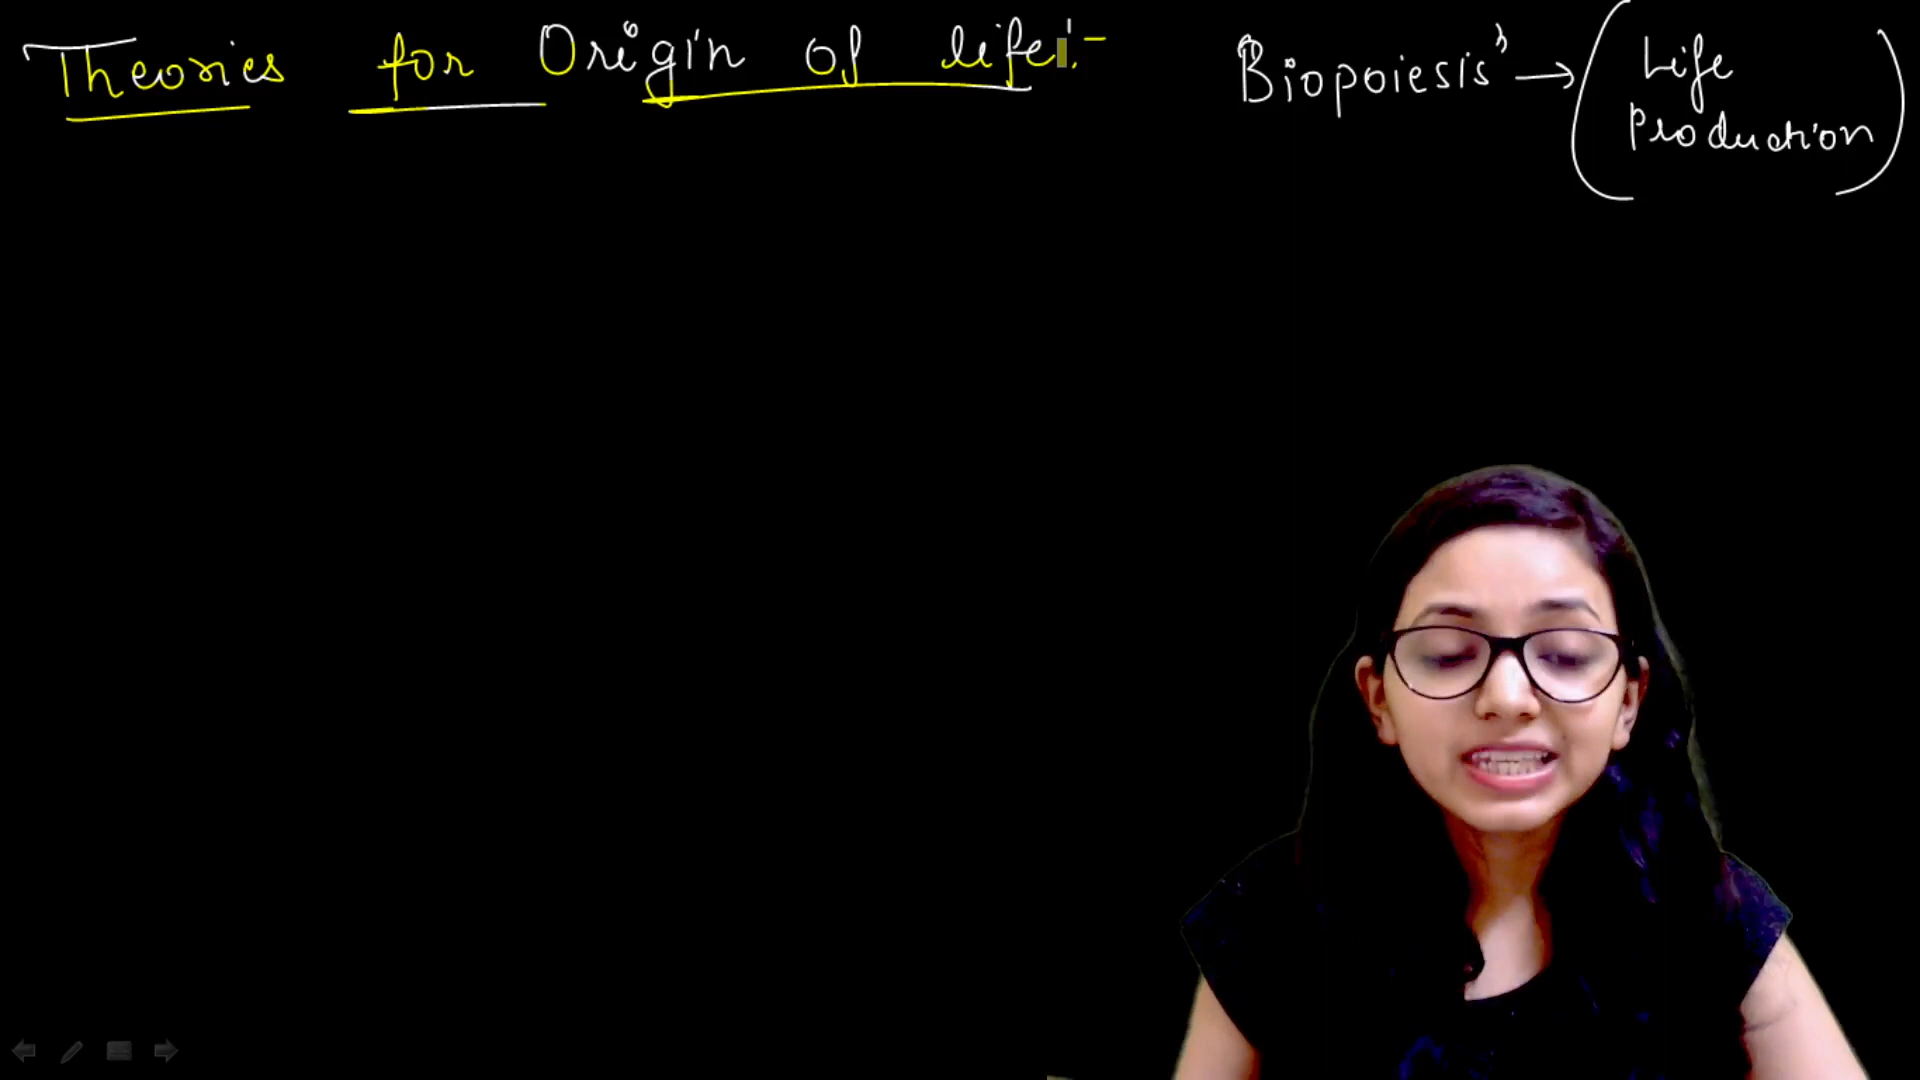 Theories for Origin of life:-
Biopoiesis' → (Life
Production)